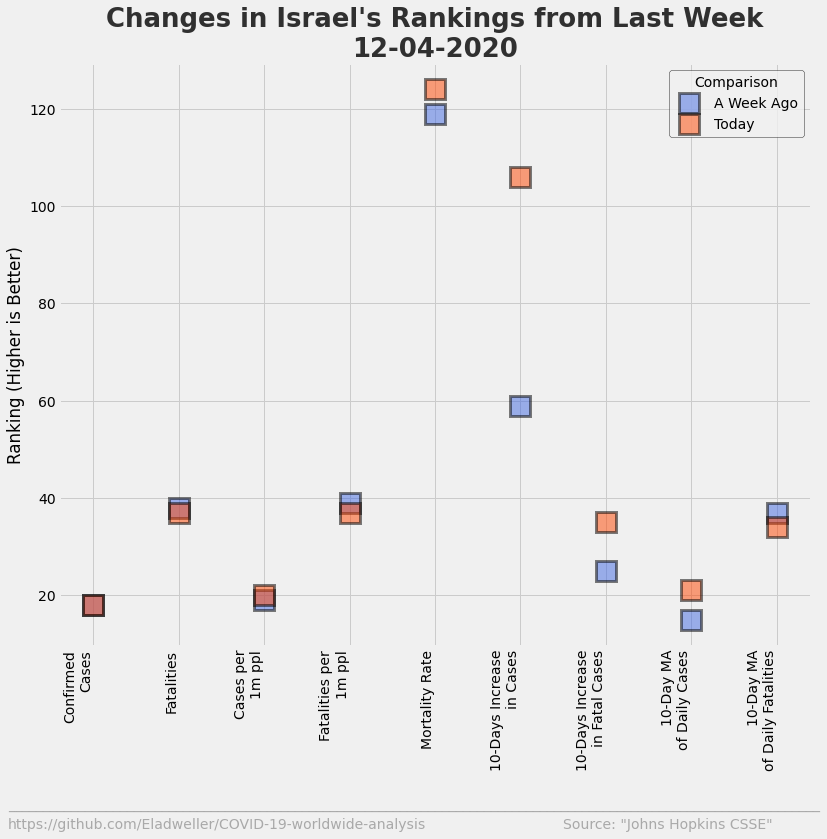 Changes in Israel's Rankings from Last Week
12-04-2020
Comparison
A Week Ago
Today
Ranking (Higher is Better)
120
100
80
60
40
20
Confirmed
Cases
Fatalities
Cases per
1m ppl
Fatalities per
1m ppl
Mortality Rate
10-Days Increase
in Cases
10-Days Increase
in Fatal Cases
10-Day MA
of Daily Cases
10-Day MA
of Daily Fatalities
https://github.com/Eladweller/COVID-19-worldwide-analysis
Source: "Johns Hopkins CSSE"